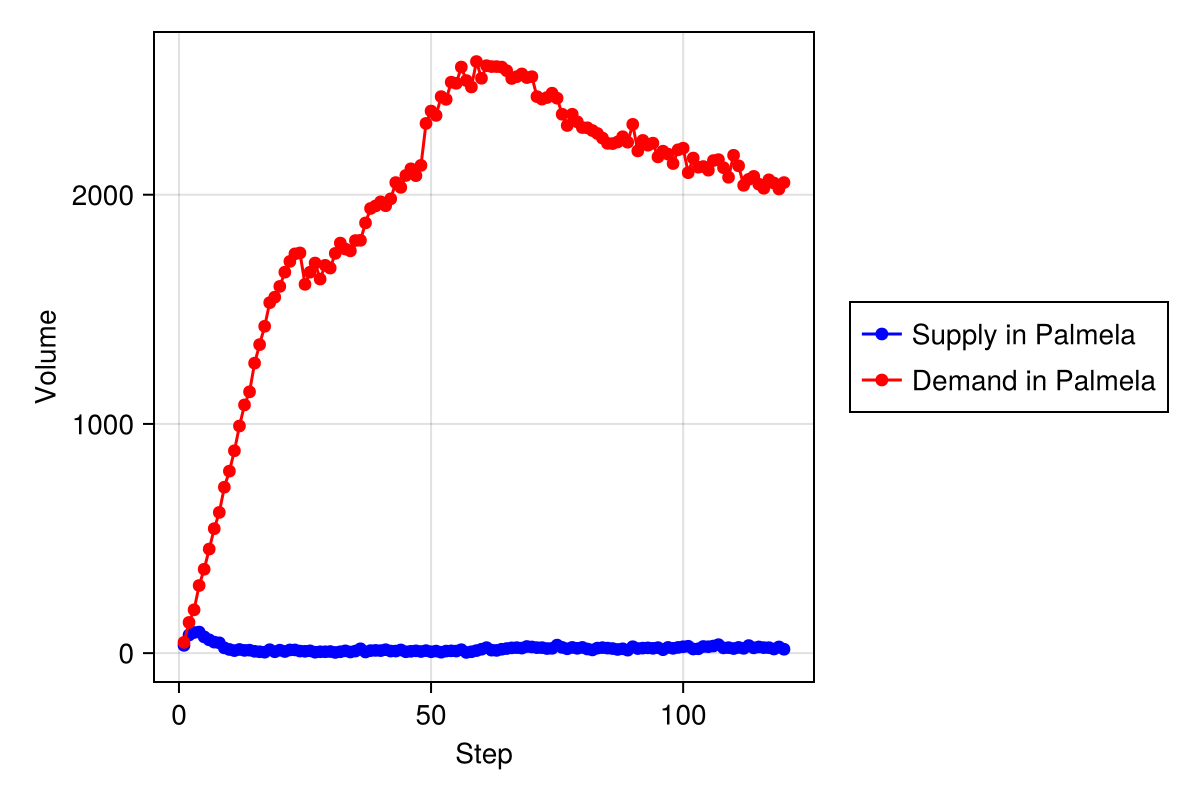 2000
1000
0
Volume
0 50 100
Step
Supply in Palmela
Demand in Palmela